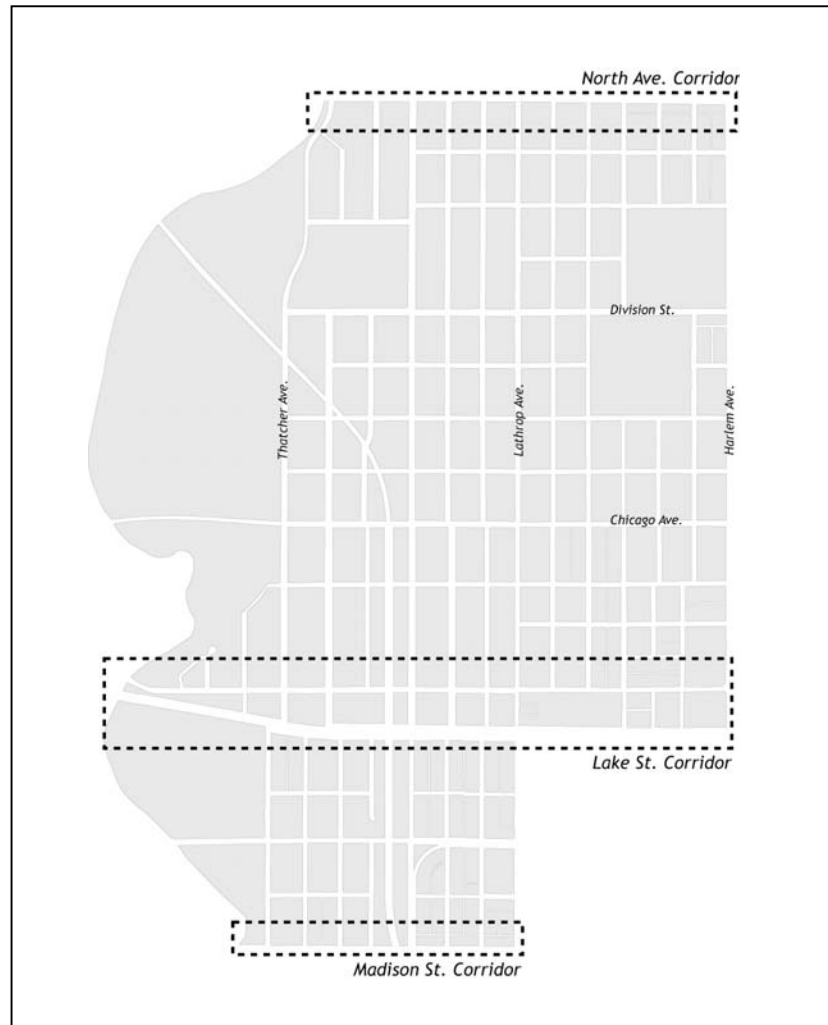 North Ave. Corridor
Division St.
Thatcher Ave.
Lathrop Ave.
Harlem Ave.
Chicago Ave.
Lake St. Corridor
Madison St. Corridor